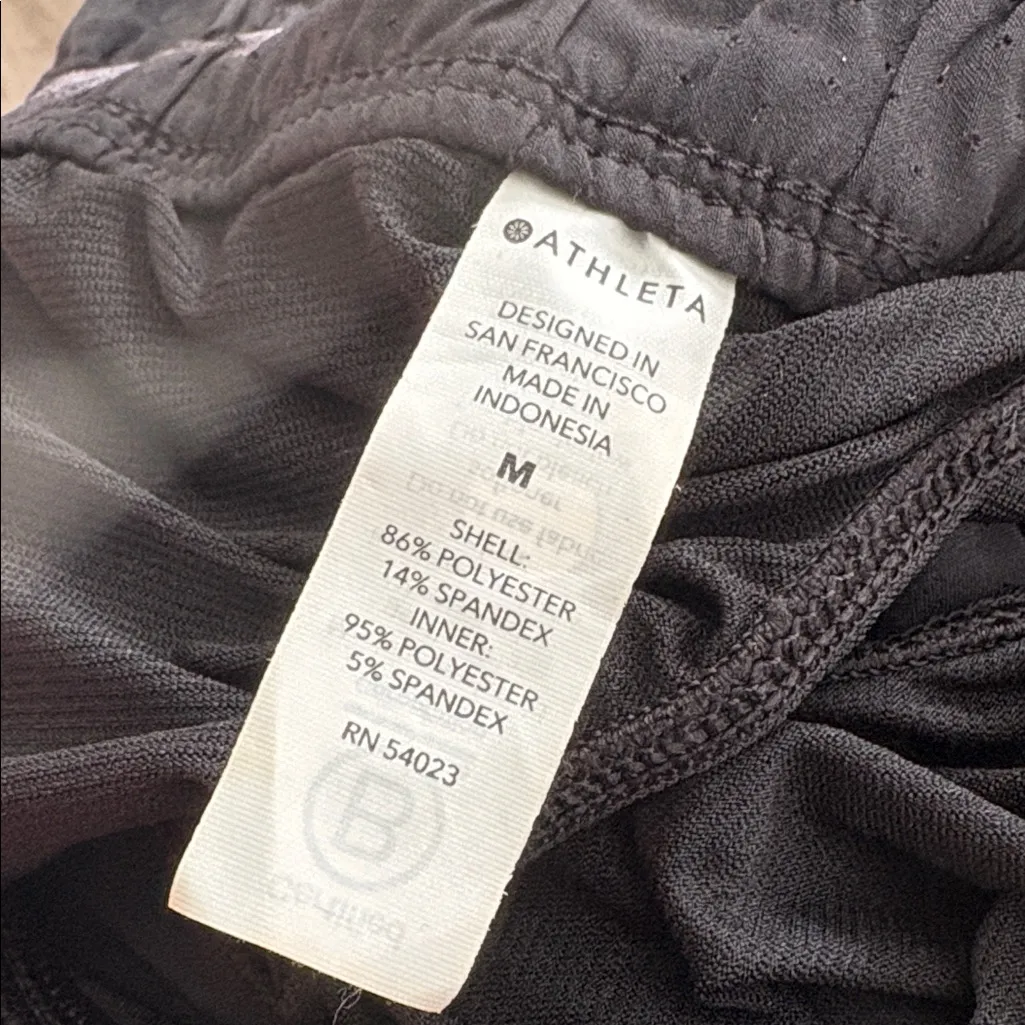 ATHLETA
DESIGNED IN
SAN FRANCISCO
MADE IN
INDONESIA
M
SHELL:
86% POLYESTER
14% SPANDEX
INNER:
95% POLYESTER
5% SPANDEX
RN 54023
B
Certified